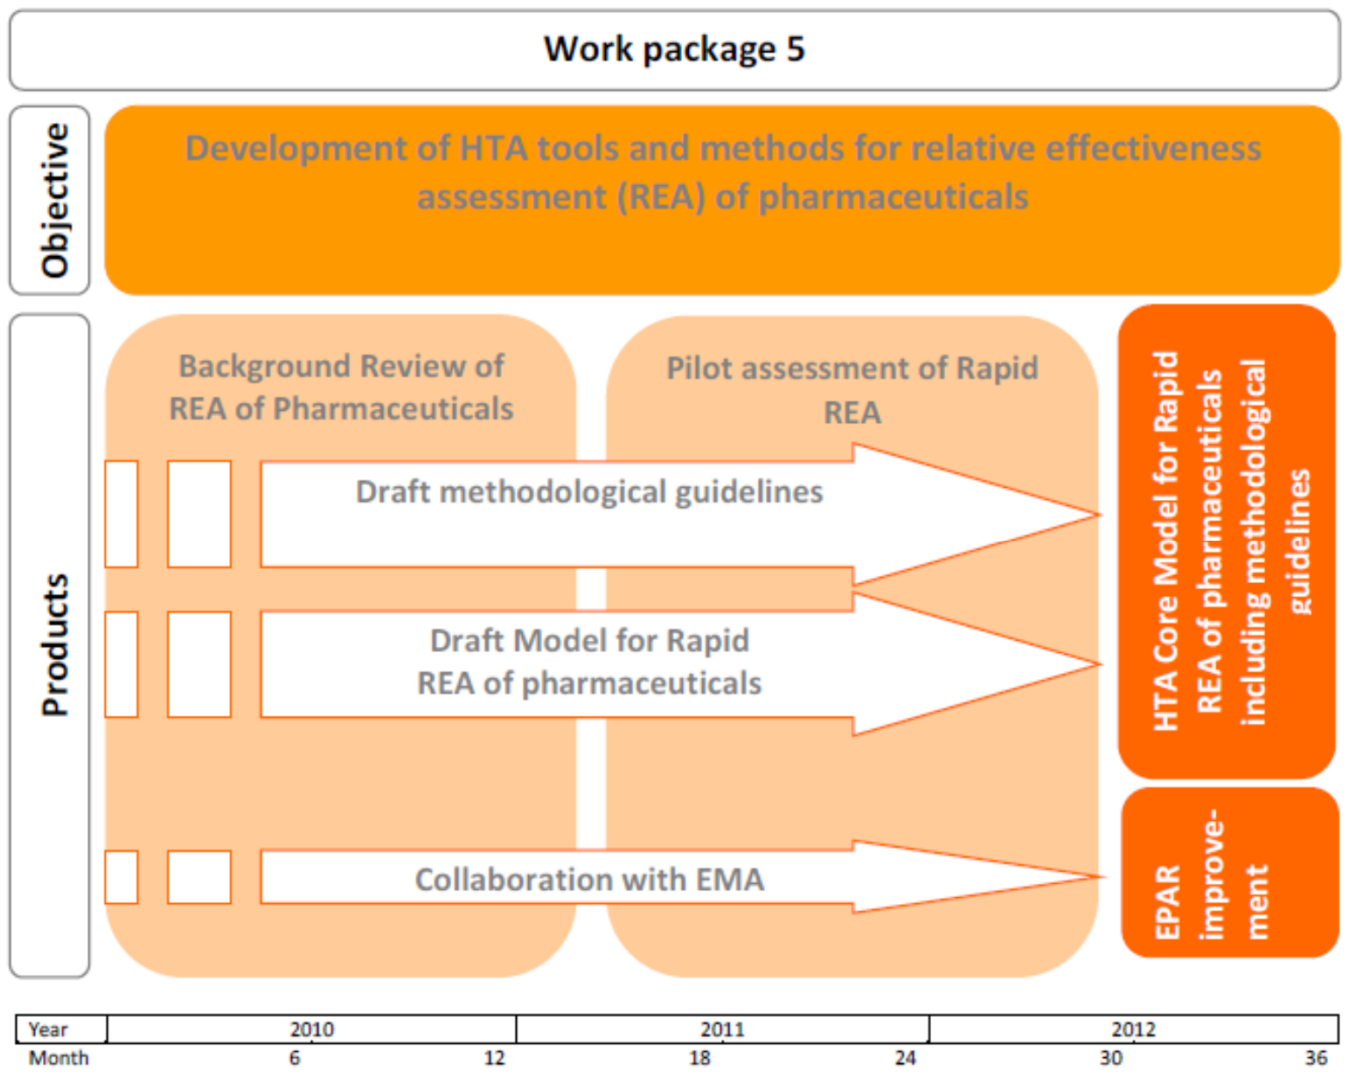 Work package 5
Objective
Development of HTA tools and methods for relative effectiveness
assessment (REA) of pharmaceuticals
Products
Background Review of
REA of Pharmaceuticals
Pilot assessment of Rapid
REA
Draft methodological guidelines
Draft Model for Rapid
REA of pharmaceuticals
Collaboration with EMA
HTA Core Model for Rapid
REA of pharmaceuticals
including methodological
guidelines
EPAR
improve-
ment
Year 2010 2011 2012
Month 6 12 18 24 30 36